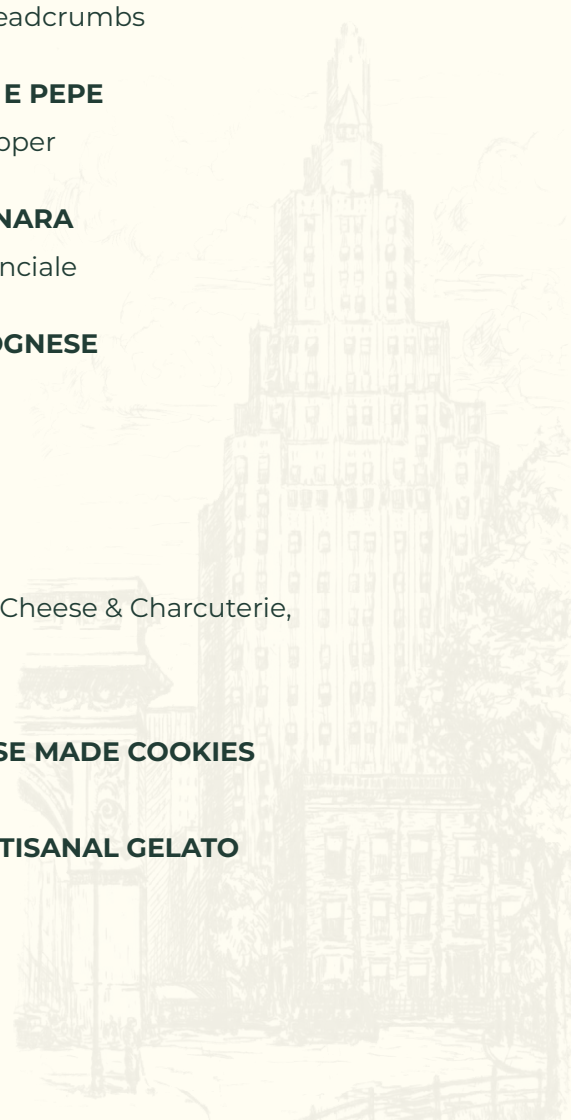 eadcrumbs
E PEPE
pper
NARA
nciale
OGNESE
Cheese & Charcuterie,
SE MADE COOKIES
TISANAL GELATO